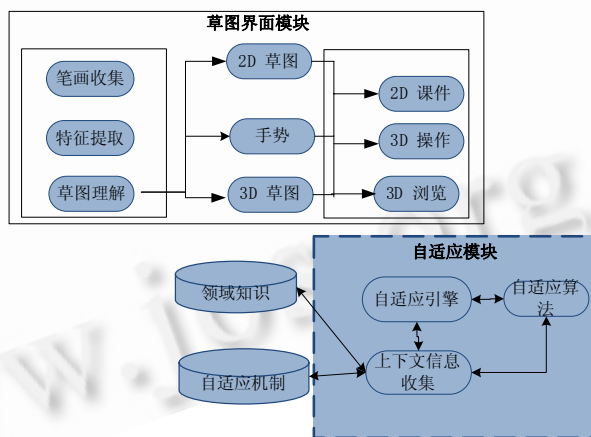 草图界面模块
笔画收集
特征提取
草图理解
2D 草图
手势
3D 草图
2D 课件
3D 操作
3D 浏览
自适应模块
领域知识
自适应机制
自适应引擎
自适应算
法
上下文信息
收集
w.jos.org